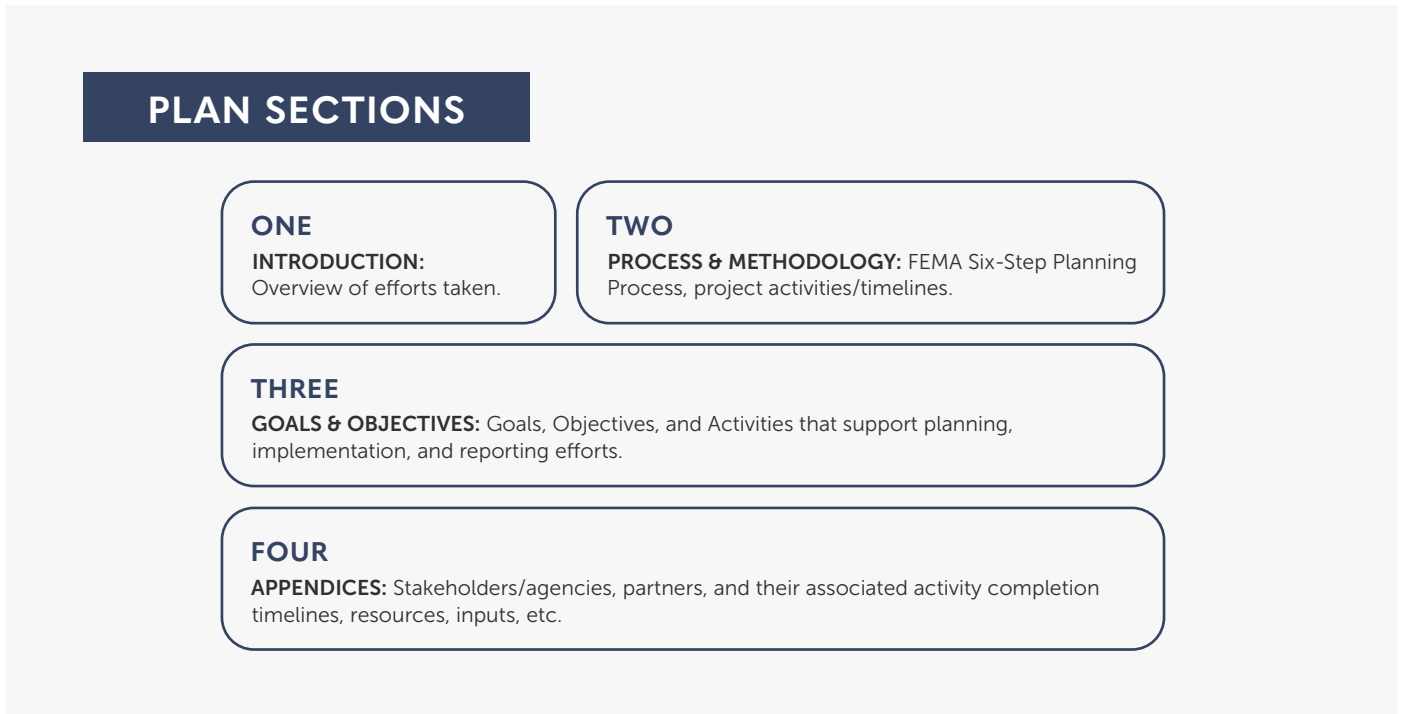 PLAN SECTIONS
ONE
INTRODUCTION:
Overview of efforts taken.
TWO
PROCESS & METHODOLOGY: FEMA Six-Step Planning
Process, project activities/timelines.
THREE
GOALS & OBJECTIVES: Goals, Objectives, and Activities that support planning,
implementation, and reporting efforts.
FOUR
APPENDICES: Stakeholders/agencies, partners, and their associated activity completion
timelines, resources, inputs, etc.